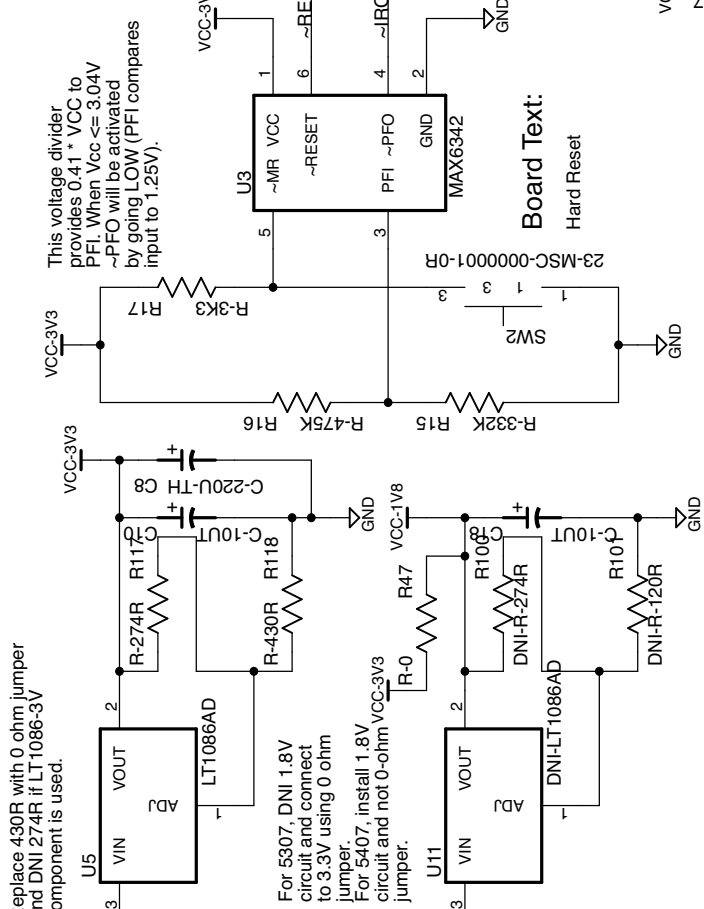 eplace 430R with 0 ohm jumper
nd DNI 274R if LT1086-3V
omponent is used.
U5
VIN
VOUT
ADJ
3
2
1
LT1086AD
R-274R
R117
C10
C-10UT
VCC-3V3
C8
C-220U-TH
R-430R
R118
GND
For 5307, DNI 1.8V
circuit and connect
to 3.3V using 0 ohm
jumper.
For 5407, install 1.8V
circuit and not 0-ohm
jumper.
U11
VIN
VOUT
ADJ
3
2
1
DNI-LT1086AD
VCC-3V3
R-0
R47
VCC-1V8
R100
DNI-R-274R
C18
C-10UT
R101
DNI-R-120R
GND
This voltage divider
provides 0.41 * VCC to
PFI. When Vcc <= 3.04V
~PFO will be activated
by going LOW (PFI compares
input to 1.25V).
VCC-3V3
R17
R-3K3
R16
R-475K
R15
R-332K
SW2
23-MSC-0000001-0R
3
3
1
1
GND
U3
~MR
VCC
~RESET
PFI
~PFO
GND
MAX6342
5
3
1
6
4
2
VCC-3V
~RE
~IRQ
GND
Board Text:
Hard Reset
VCC